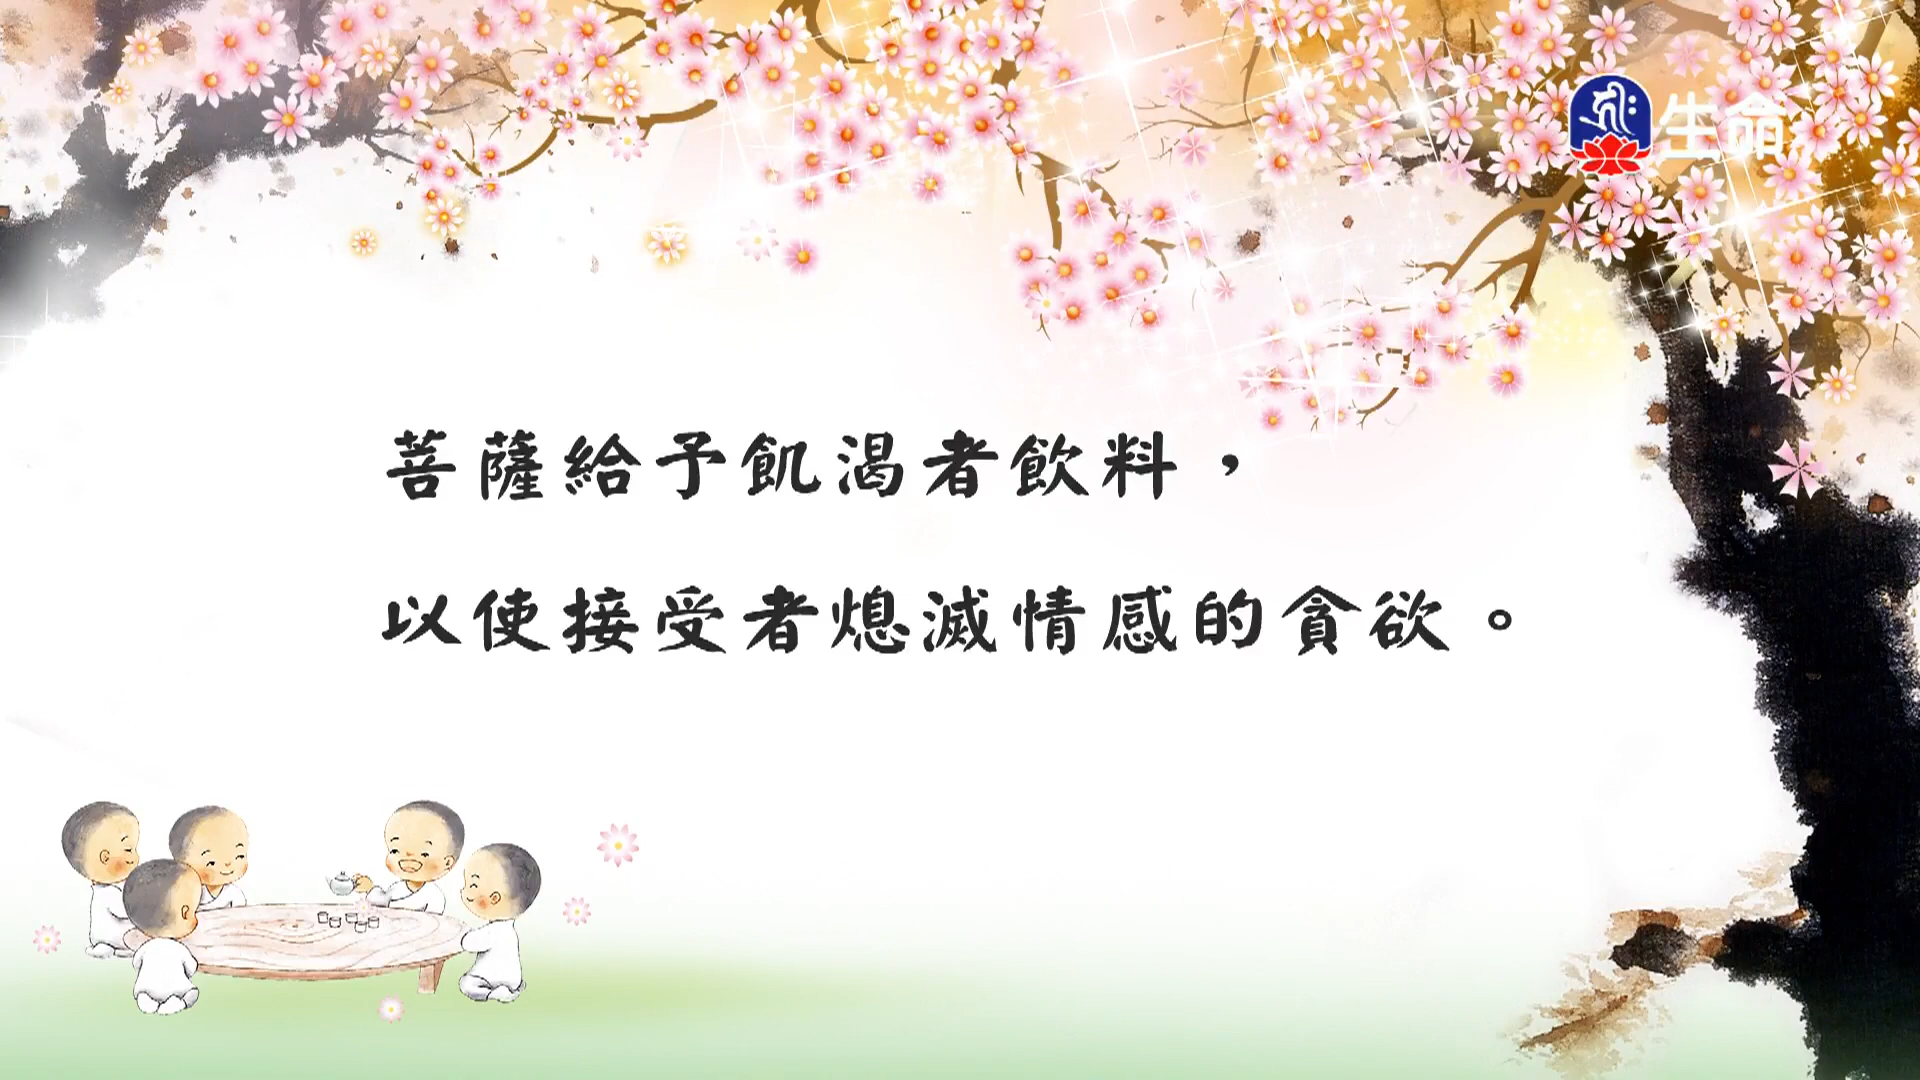 生命
菩薩給予飢渴者飲料，
以使接受者熄滅情感的貪欲。